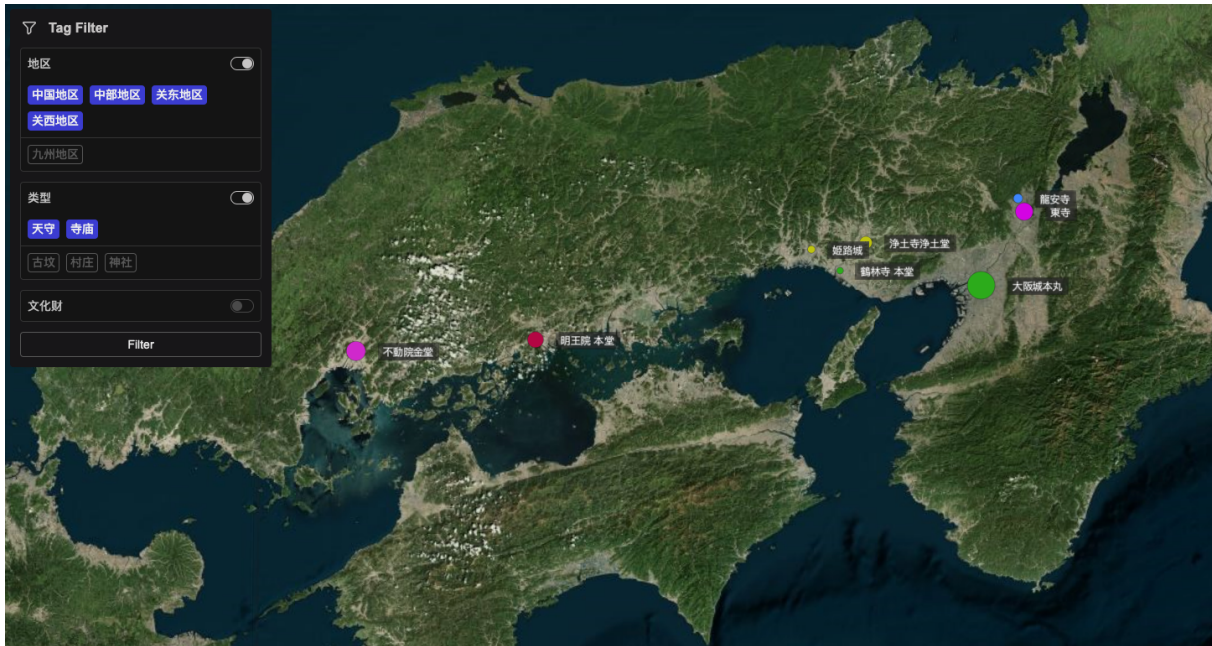 Tag Filter
地区
中国地区 中部地区 关东地区
关西地区
九州地区
类型
天守 寺庙
古坟 村庄 神社
文化财
Filter
龍安寺
東寺
浄土寺浄土堂
姫路城
鶴林寺 本堂
大阪城本丸
明王院 本堂
不動院金堂